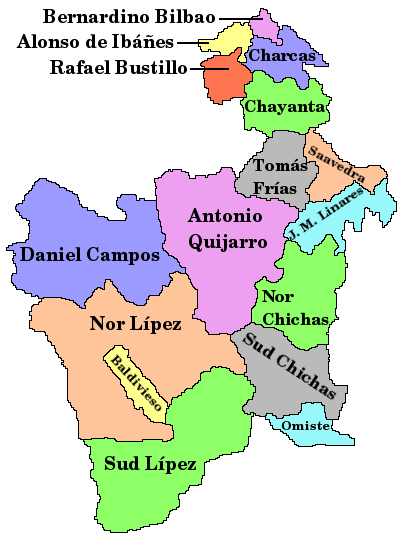 Bernardino Bilbao
Alonso de Ibáñes
Rafael Bustillo
Charcas
Chayanta
Tomás
Frías
Saavedra
J. M. Linares
Antonio
Quijarro
Daniel Campos
Nor
Chichas
Nor Lípez
Sud Chichas
Baldivieso
Omiste
Sud Lípez